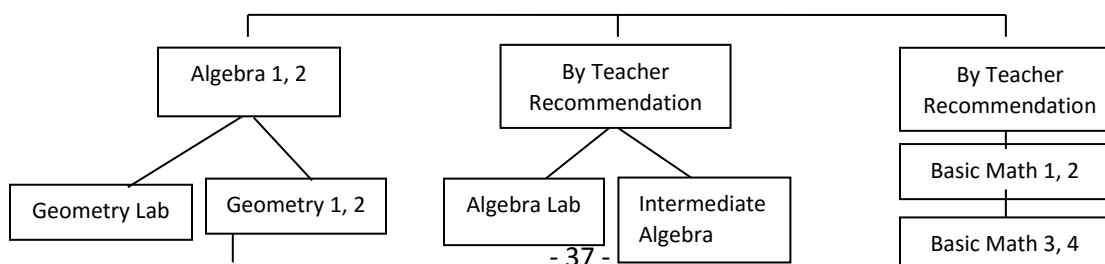 Algebra 1, 2
By Teacher
Recommendation
By Teacher
Recommendation
Basic Math 1, 2
Geometry Lab
Geometry 1, 2
Algebra Lab
Intermediate
Algebra
Basic Math 3, 4
- 37 -